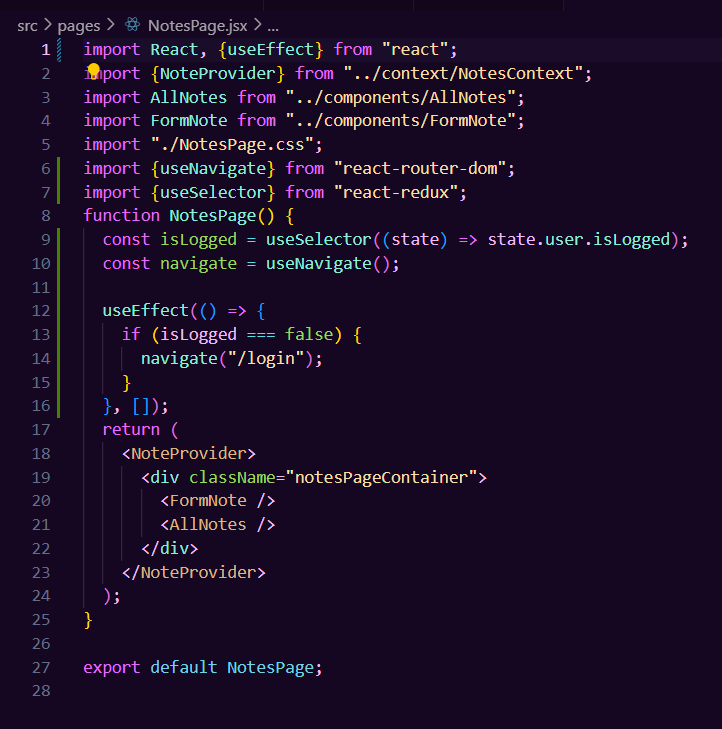 src > pages > NotesPage.jsx > ...
1 import React, {useEffect} from "react";
2 import {NoteProvider} from "../context/NotesContext";
3 import AllNotes from "../components/AllNotes";
4 import FormNote from "../components/FormNote";
5 import "./NotesPage.css";
6 import {useNavigate} from "react-router-dom";
7 import {useSelector} from "react-redux";
8 function NotesPage() {
9   const isLogged = useSelector((state) => state.user.isLogged);
10   const navigate = useNavigate();
11
12   useEffect(() => {
13     if (isLogged === false) {
14       navigate("/login");
15     }
16   }, []);
17   return (
18     <NoteProvider>
19       <div className="notesPageContainer">
20         <FormNote />
21         <AllNotes />
22       </div>
23     </NoteProvider>
24   );
25 }
26
27 export default NotesPage;
28